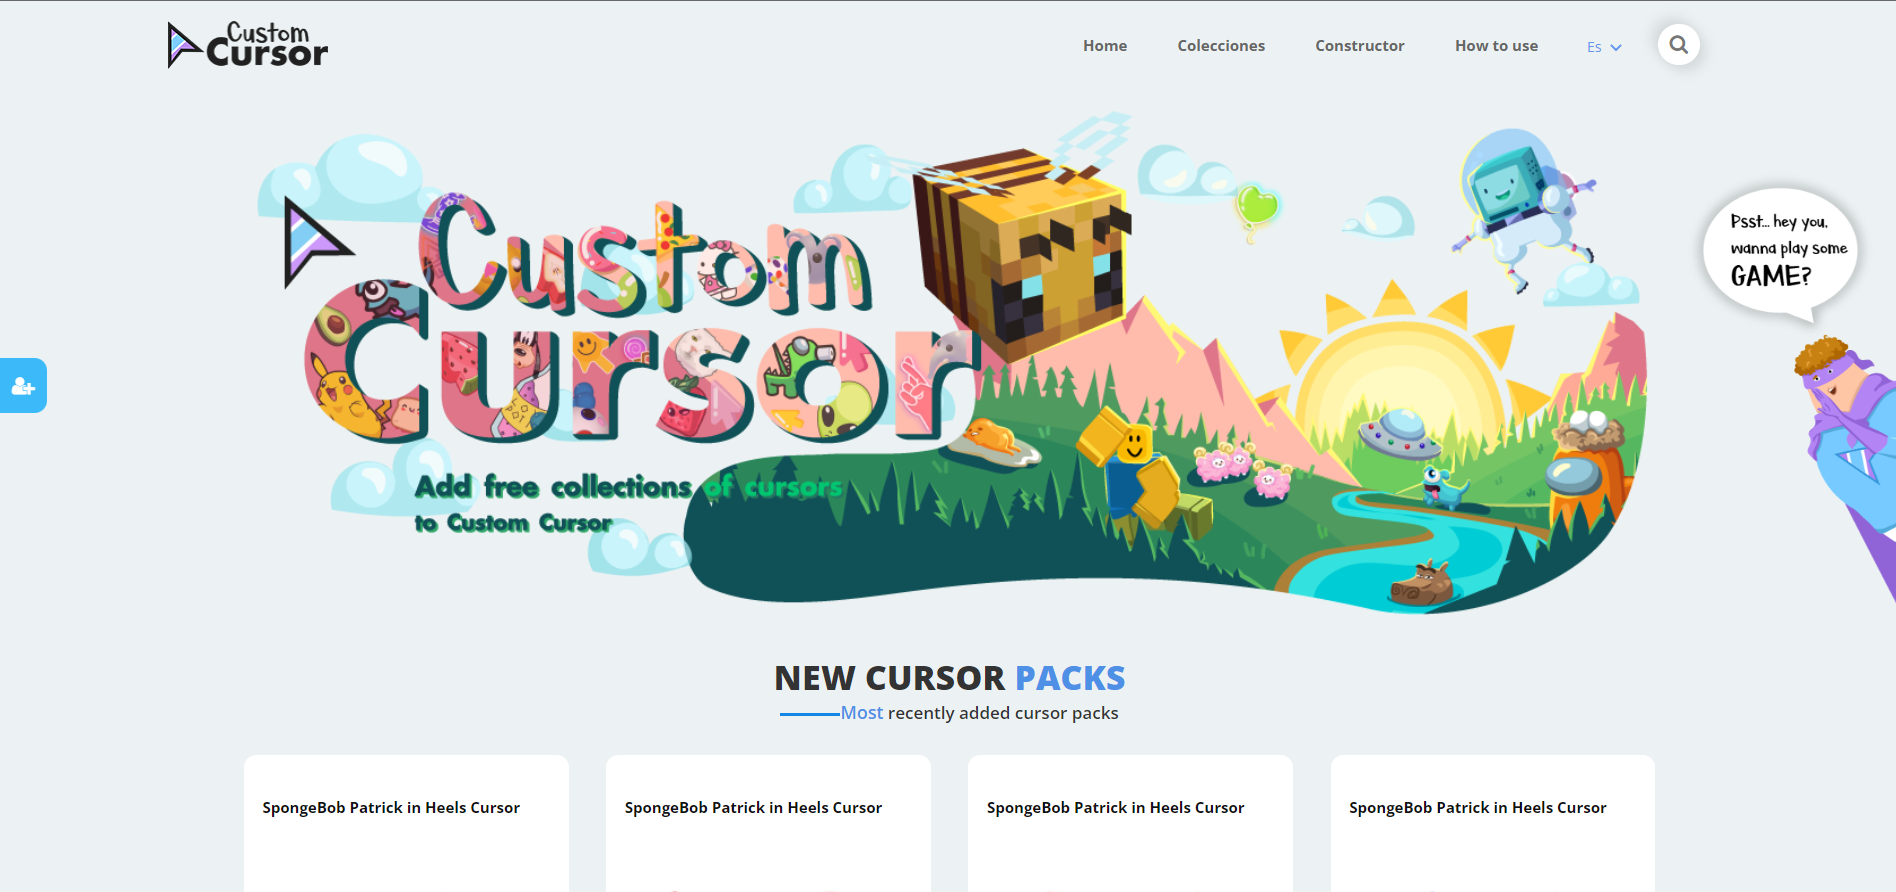 Custom
Cursor
Home
Colecciones
Constructor
How to use
Es
Custom
Cursor
Add free collections of cursors
to Custom Cursor
Psst... hey you,
wanna play some
GAME?
NEW CURSOR PACKS
Most recently added cursor packs
SpongeBob Patrick in Heels Cursor
SpongeBob Patrick in Heels Cursor
SpongeBob Patrick in Heels Cursor
SpongeBob Patrick in Heels Cursor